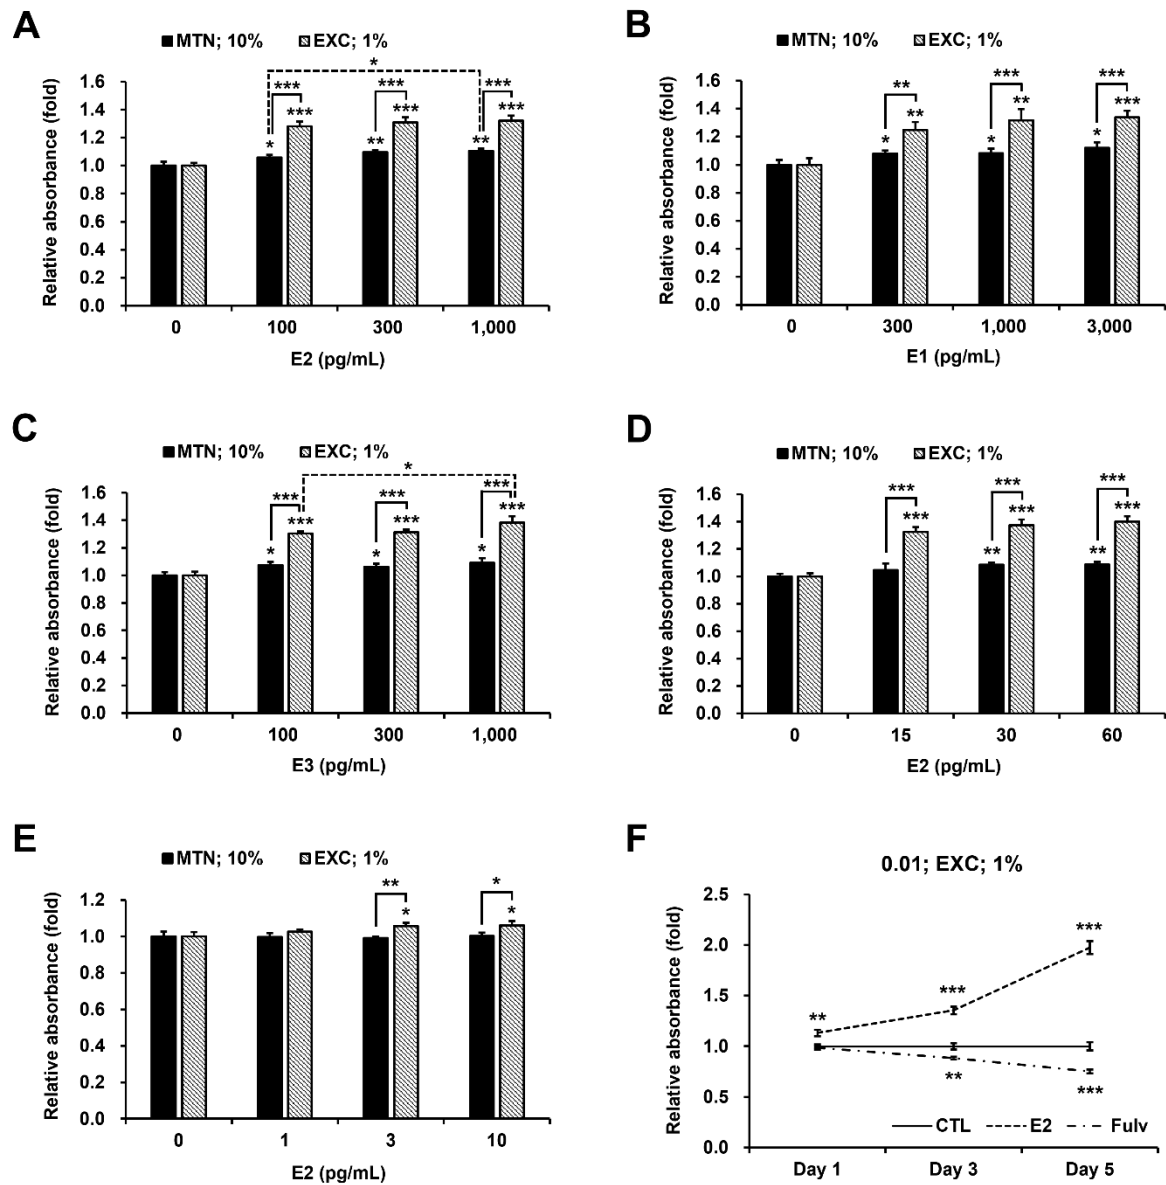 A
MTN; 10% EXC; 1%
Relative absorbance (fold)
1.6
1.4
1.2
1.0
0.8
0.6
0.4
0.2
0.0
*
*** *** ***
*** *** ***
* ** **
0 100 300 1,000
E2 (pg/mL)
B
MTN; 10% EXC; 1%
Relative absorbance (fold)
1.6
1.4
1.2
1.0
0.8
0.6
0.4
0.2
0.0
** *** ***
** ** ***
* * *
0 300 1,000 3,000
E1 (pg/mL)
C
MTN; 10% EXC; 1%
Relative absorbance (fold)
1.6
1.4
1.2
1.0
0.8
0.6
0.4
0.2
0.0
*
*** *** ***
*** *** ***
* * *
0 100 300 1,000
E3 (pg/mL)
D
MTN; 10% EXC; 1%
Relative absorbance (fold)
1.6
1.4
1.2
1.0
0.8
0.6
0.4
0.2
0.0
*** *** ***
*** *** ***
** **
0 15 30 60
E2 (pg/mL)
E
MTN; 10% EXC; 1%
Relative absorbance (fold)
1.2
1.0
0.8
0.6
0.4
0.2
0.0
** *
* *
0 1 3 10
E2 (pg/mL)
F
0.01; EXC; 1%
Relative absorbance (fold)
2.5
2.0
1.5
1.0
0.5
0.0
** *** ***
** ***
CTL E2 Fulv
Day 1 Day 3 Day 5